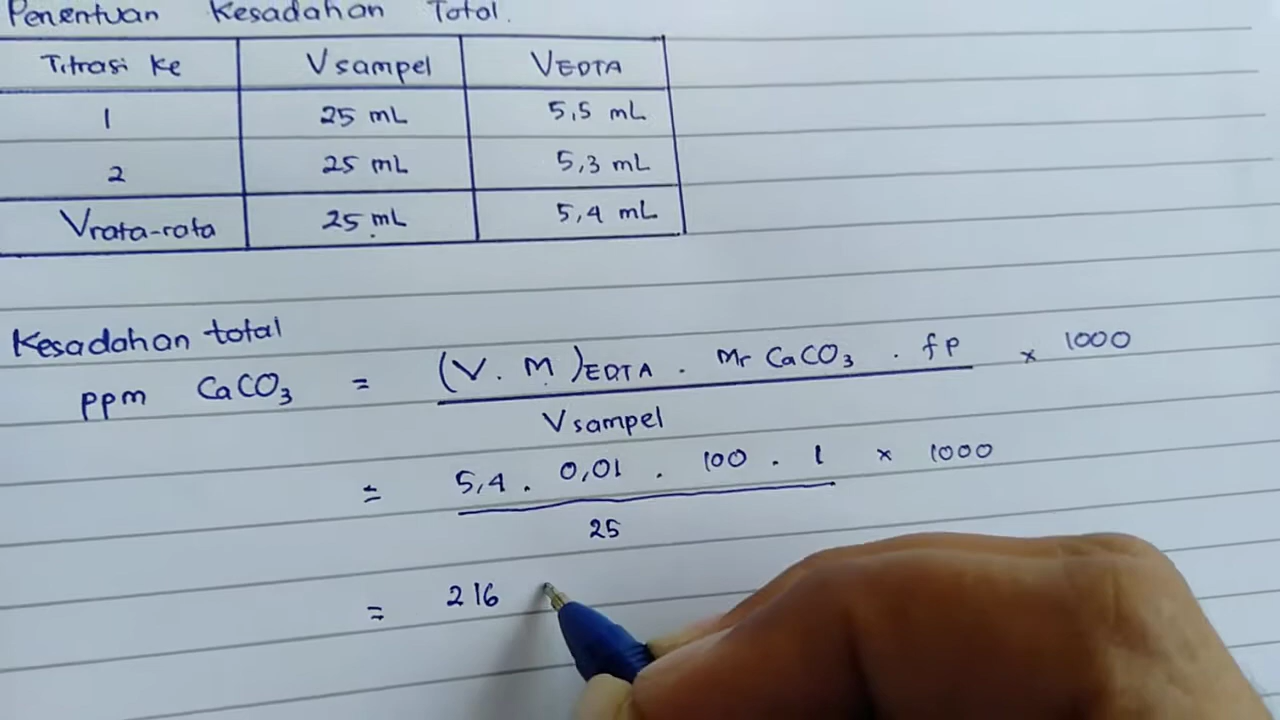 Penentuan Kesadahan Total.
Titrasi ke Vsampel VEDTA
1 25 mL 5,5 mL
2 25 mL 5,3 mL
Vrata-rata 25 mL 5,4 mL
Kesadahan total
ppm CaCO3 = (V . M)EDTA . Mr CaCO3 . fp × 1000
Vsampel
= 5,4 . 0,01 . 100 . 1 × 1000
25
= 216